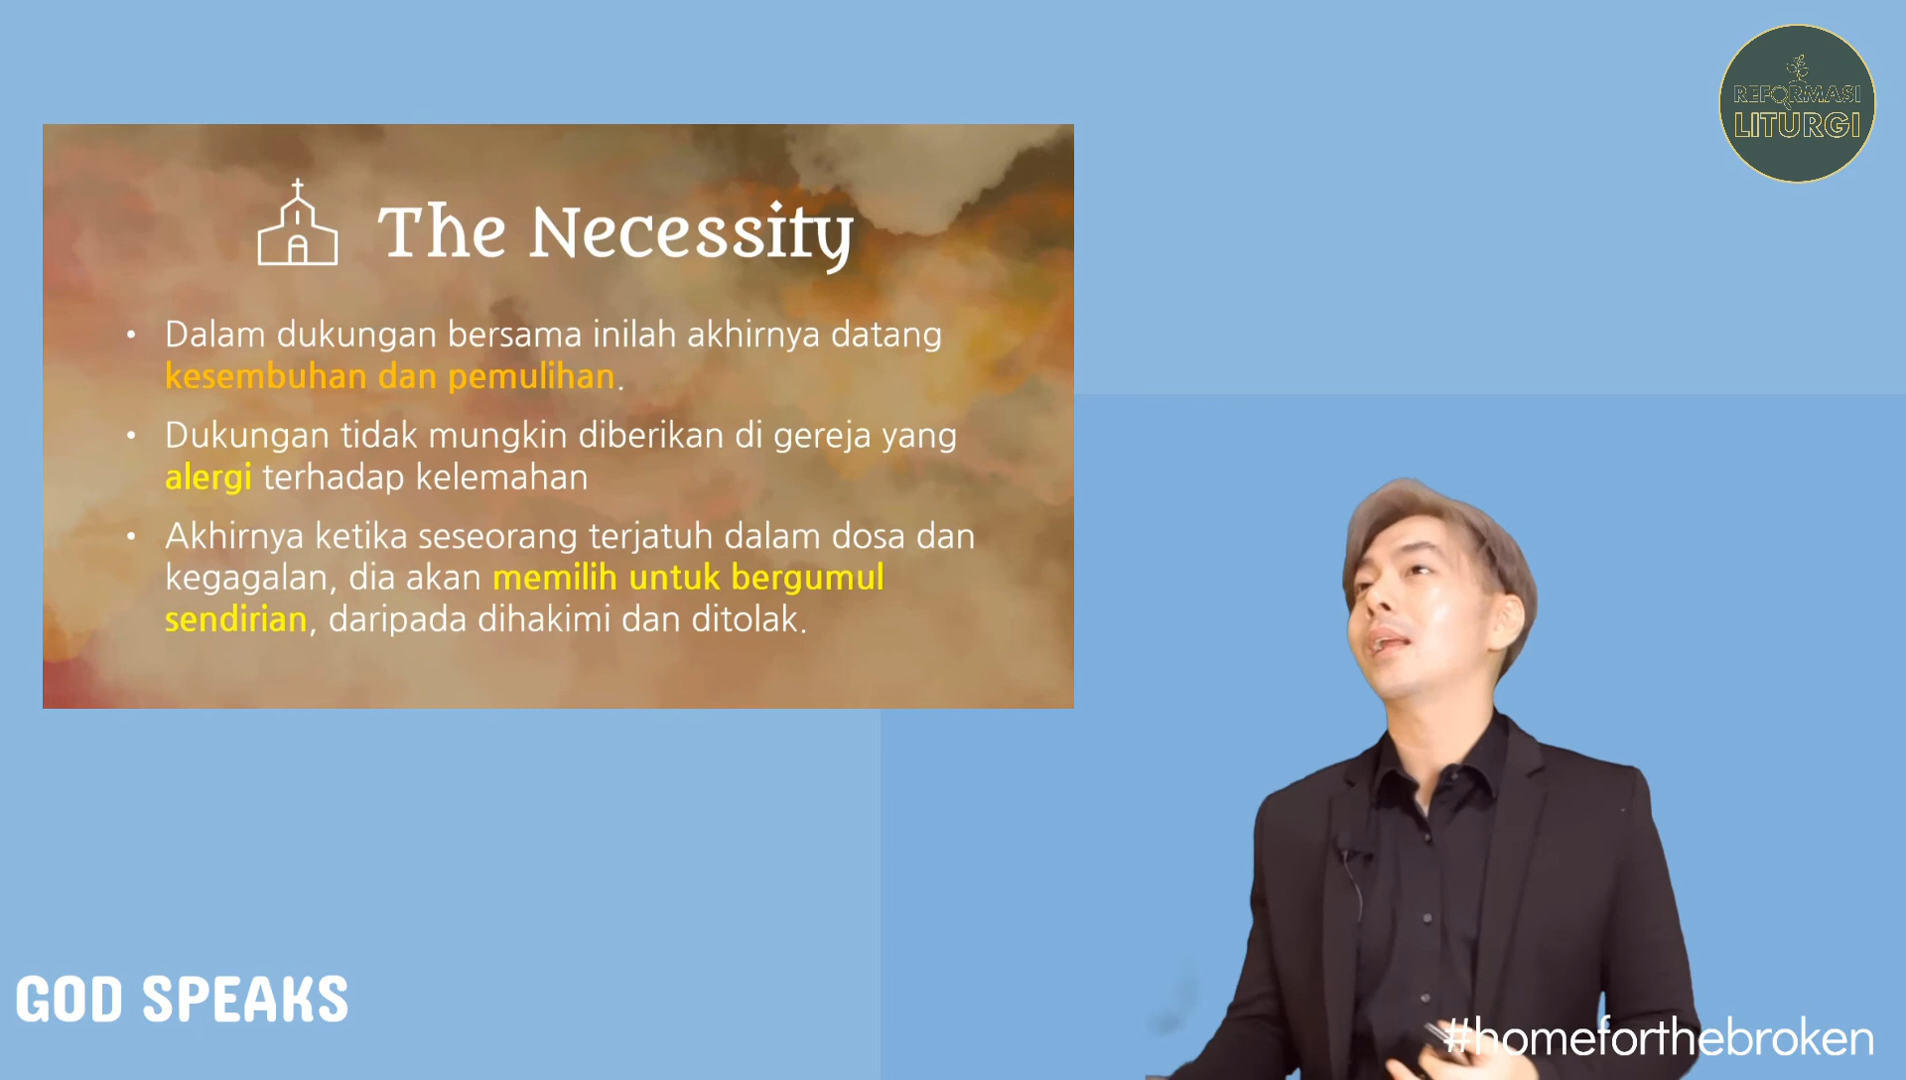 REFORMASI
LITURGI
The Necessity
• Dalam dukungan bersama inilah akhirnya datang
kesembuhan dan pemulihan.
• Dukungan tidak mungkin diberikan di gereja yang
alergi terhadap kelemahan
• Akhirnya ketika seseorang terjatuh dalam dosa dan
kegagalan, dia akan memilih untuk bergumul
sendirian, daripada dihakimi dan ditolak.
GOD SPEAKS
#homeforthebroken